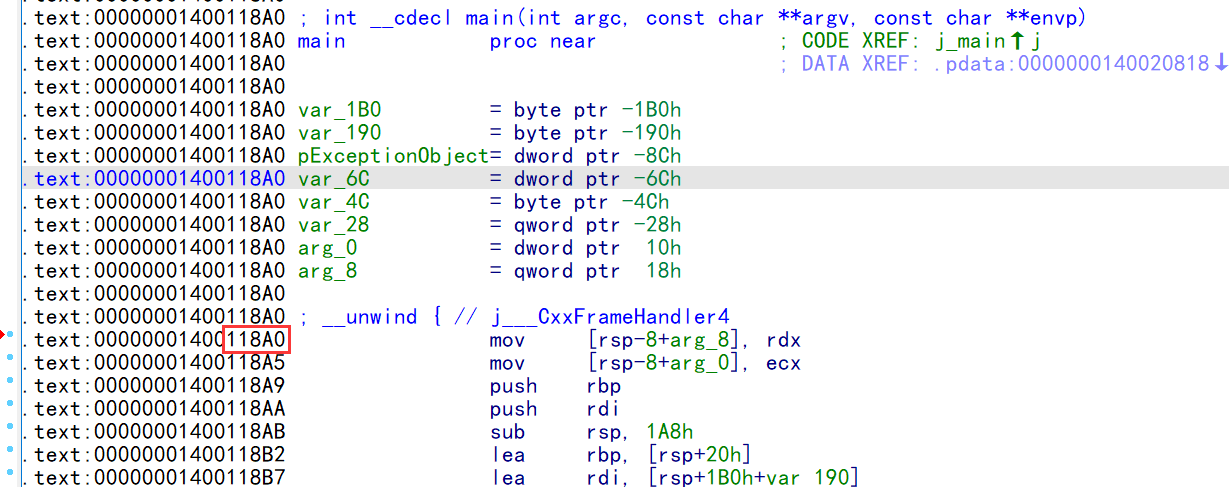 .text:00000001400118A0 ; int __cdecl main(int argc, const char **argv, const char **envp)
.text:00000001400118A0 main proc near ; CODE XREF: j_main↑j
.text:00000001400118A0 ; DATA XREF: .pdata:0000000140020818↓
.text:00000001400118A0
.text:00000001400118A0 var_1B0 = byte ptr -1B0h
.text:00000001400118A0 var_190 = byte ptr -190h
.text:00000001400118A0 pExceptionObject= dword ptr -8Ch
.text:00000001400118A0 var_6C = dword ptr -6Ch
.text:00000001400118A0 var_4C = byte ptr -4Ch
.text:00000001400118A0 var_28 = qword ptr -28h
.text:00000001400118A0 arg_0 = dword ptr 10h
.text:00000001400118A0 arg_8 = qword ptr 18h
.text:00000001400118A0
.text:00000001400118A0 ; __unwind { // j___CxxFrameHandler4
.text:00000001400118A0 mov [rsp-8+arg_8], rdx
.text:00000001400118A5 mov [rsp-8+arg_0], ecx
.text:00000001400118A9 push rbp
.text:00000001400118AA push rdi
.text:00000001400118AB sub rsp, 1A8h
.text:00000001400118B2 lea rbp, [rsp+20h]
.text:00000001400118B7 lea rdi, [rsp+1B0h+var_190]